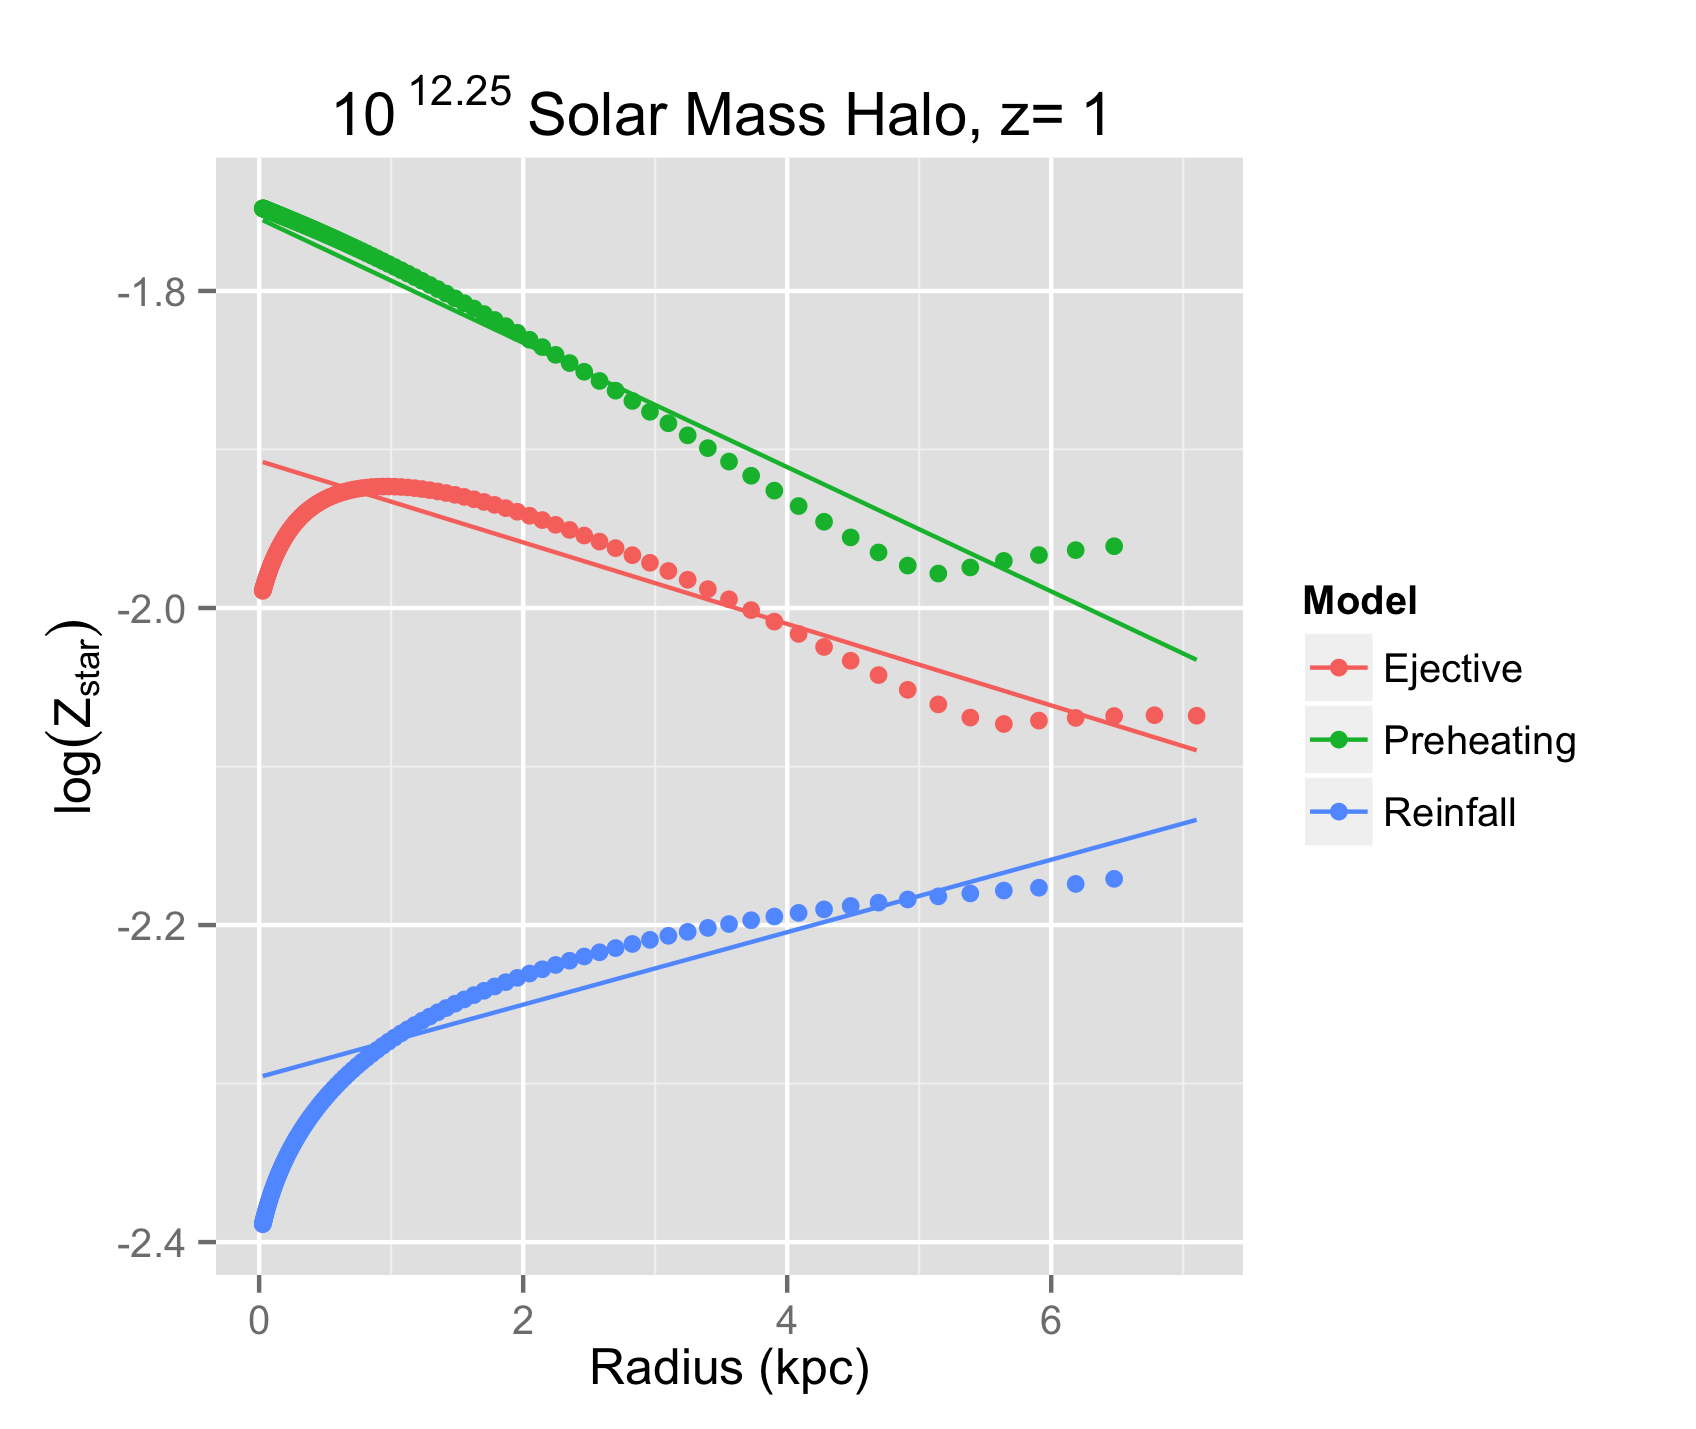 10 12.25 Solar Mass Halo, z= 1
log(Zstar)
-1.8
-2.0
-2.2
-2.4
0 2 4 6
Radius (kpc)
Model
Ejective
Preheating
Reinfall